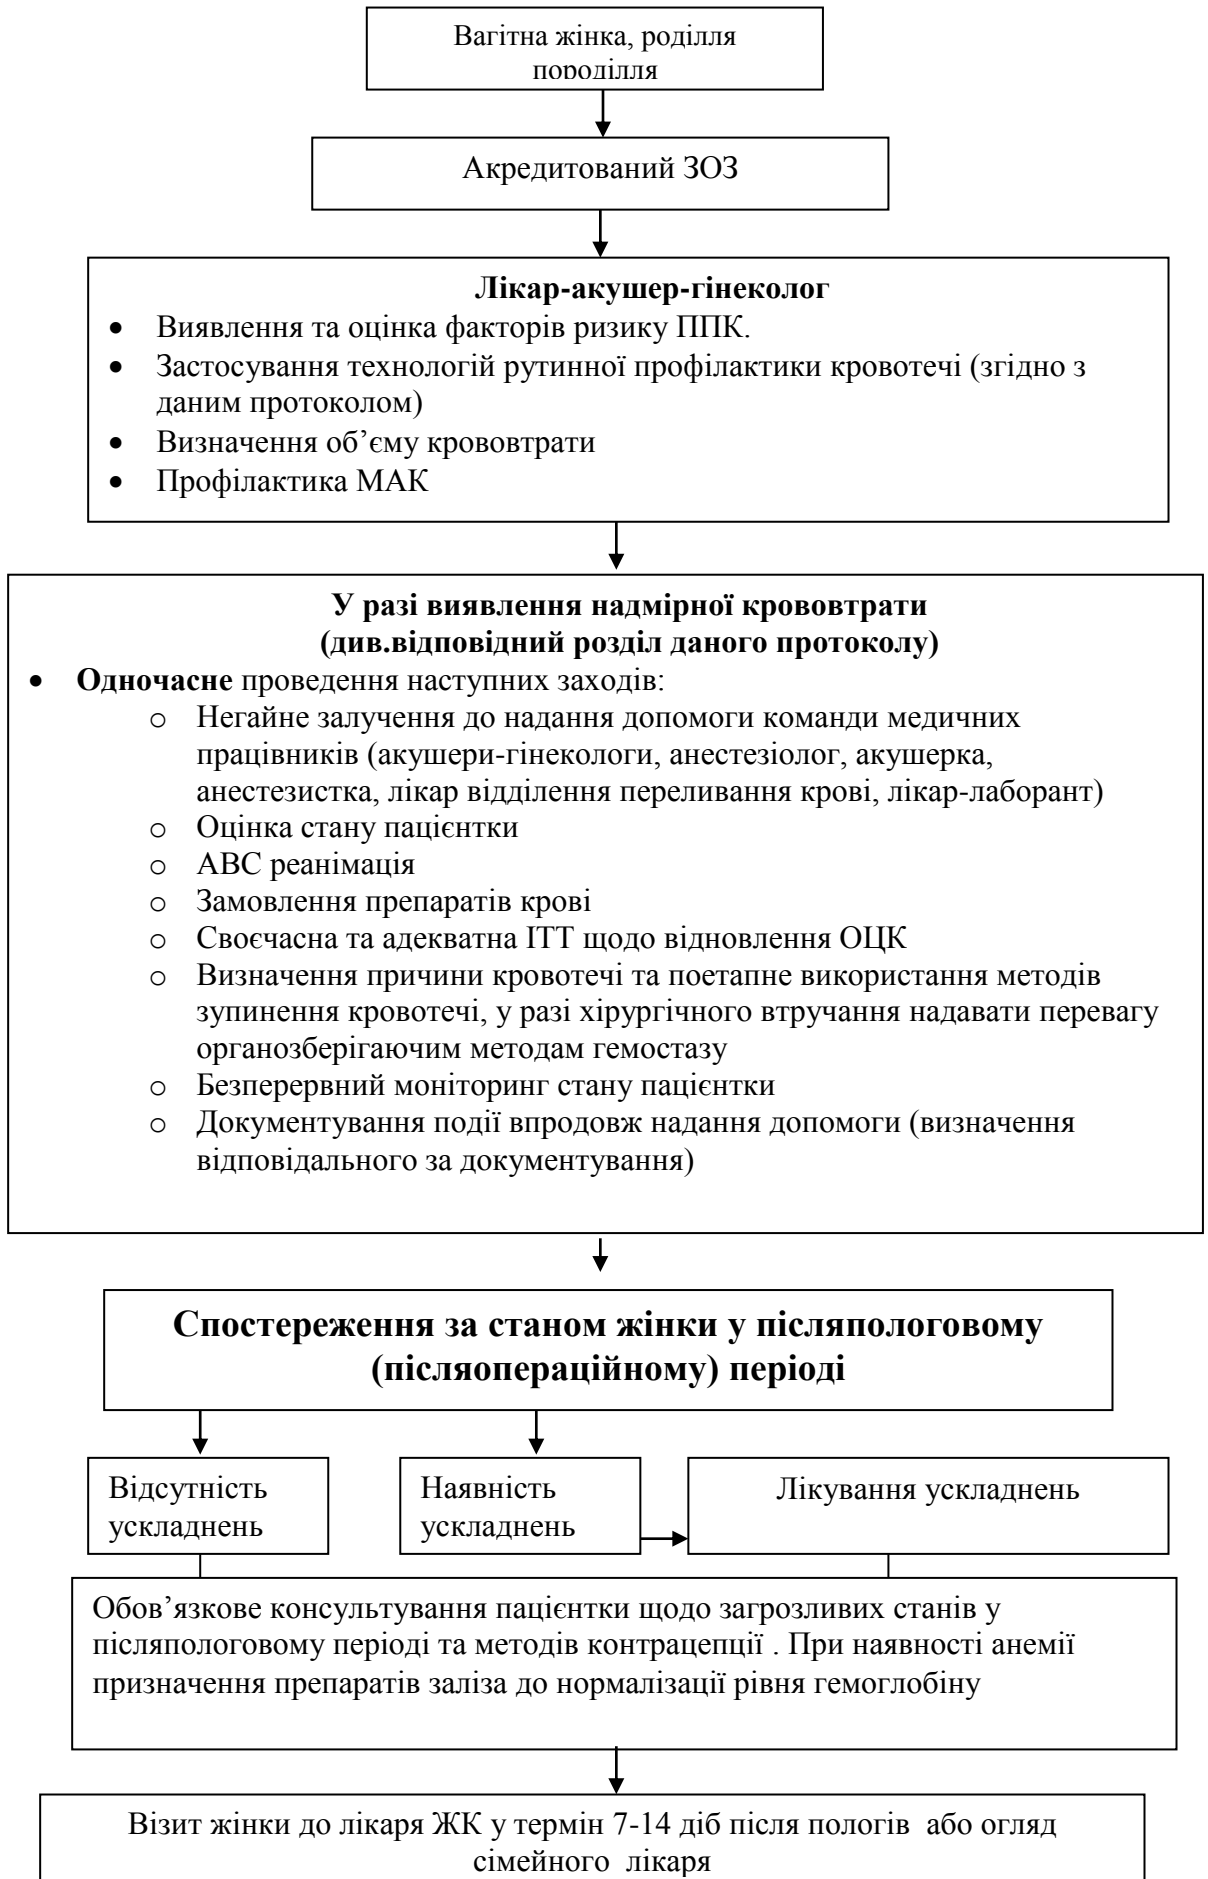 Вагітна жінка, роділля
породілля
Акредитований ЗОЗ
Лікар-акушер-гінеколог
• Виявлення та оцінка факторів ризику ППК.
• Застосування технологій рутинної профілактики кровотечі (згідно з
даним протоколом)
• Визначення об’єму крововтрати
• Профілактика МАК
У разі виявлення надмірної крововтрати
(див.відповідний розділ даного протоколу)
• Одночасне проведення наступних заходів:
o Негайне залучення до надання допомоги команди медичних
працівників (акушери-гінекологи, анестезіолог, акушерка,
анестезистка, лікар відділення переливання крові, лікар-лаборант)
o Оцінка стану пацієнтки
o АВС реанімація
o Замовлення препаратів крові
o Своєчасна та адекватна ІТТ щодо відновлення ОЦК
o Визначення причини кровотечі та поетапне використання методів
зупинення кровотечі, у разі хірургічного втручання надавати перевагу
органозберігаючим методам гемостазу
o Безперервний моніторинг стану пацієнтки
o Документування події впродовж надання допомоги (визначення
відповідального за документування)
Спостереження за станом жінки у післяпологовому
(післяопераційному) періоді
Відсутність
ускладнень
Наявність
ускладнень
Лікування ускладнень
Обов’язкове консультування пацієнтки щодо загрозливих станів у
післяпологовому періоді та методів контрацепції . При наявності анемії
призначення препаратів заліза до нормалізації рівня гемоглобіну
Візит жінки до лікаря ЖК у термін 7-14 діб після пологів або огляд
сімейного лікаря